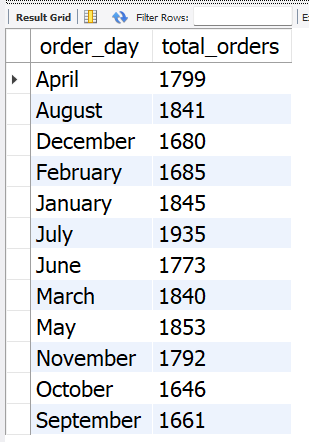 Result Grid Filter Rows:
order_day total_orders
April 1799
August 1841
December 1680
February 1685
January 1845
July 1935
June 1773
March 1840
May 1853
November 1792
October 1646
September 1661